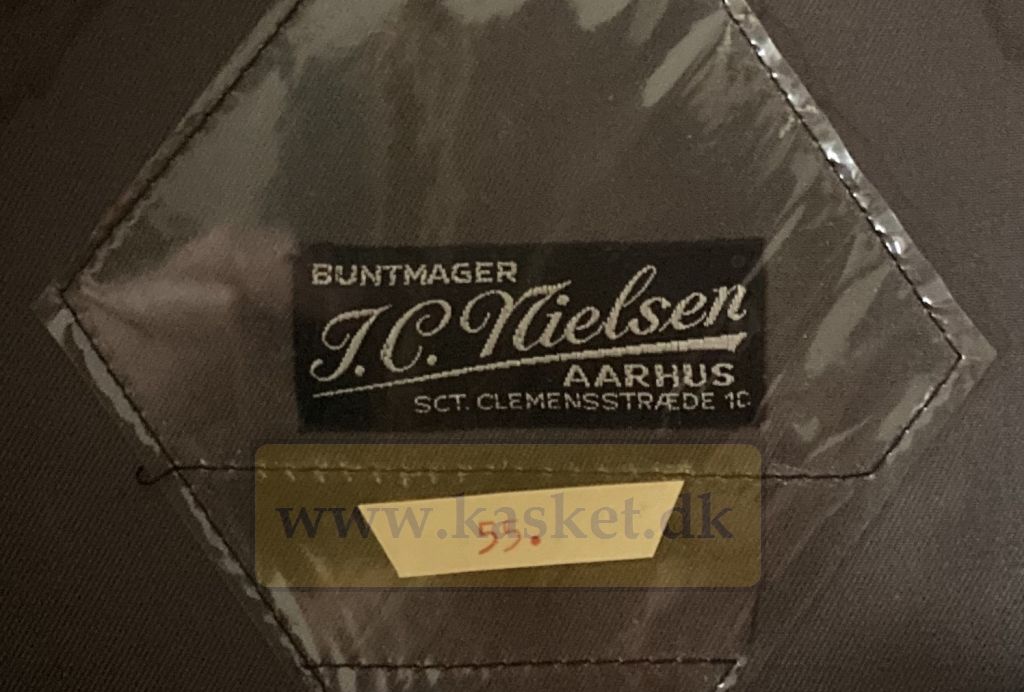 BUNTMAGER
J.C. Nielsen
AARHUS
SCT. CLEMENSSTRÆDE 10
www.kasket.dk
55.